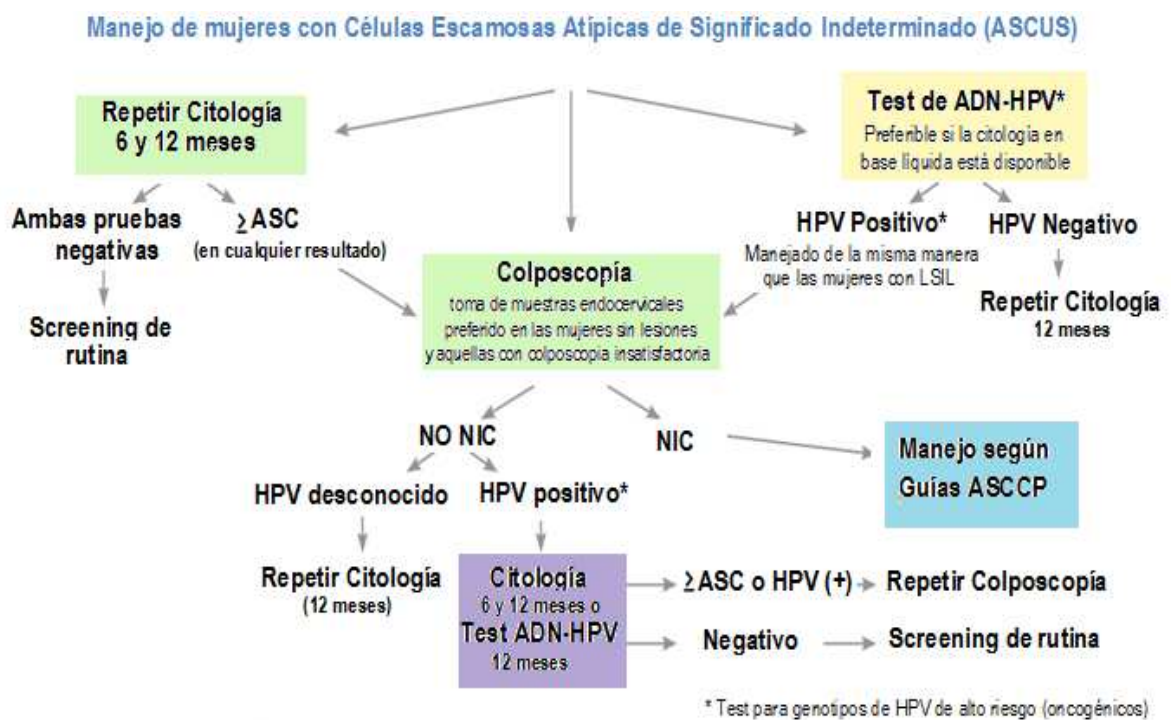 Manejo de mujeres con Células Escamosas Atípicas de Significado Indeterminado (ASCUS)
Repetir Citología
6 y 12 meses
Test de ADN-HPV*
Preferible si la citología en
base líquida está disponible
Ambas pruebas
negativas
≥ASC
(en cualquier resultado)
HPV Positivo*
Manejado de la misma manera
que las mujeres con LSIL
HPV Negativo
Screening de
rutina
Colposcopía
toma de muestras endocervicales
preferido en las mujeres sin lesiones
y aquellas con colposcopia insatisfactoria
Repetir Citología
12 meses
NO NIC
NIC
Manejo según
Guías ASCCP
HPV desconocido
HPV positivo*
Repetir Citología
(12 meses)
Citología
6 y 12 meses o
Test ADN-HPV
12 meses
≥ASC o HPV (+)
Repetir Colposcopía
Negativo
Screening de rutina
* Test para genotipos de HPV de alto riesgo (oncogénicos)